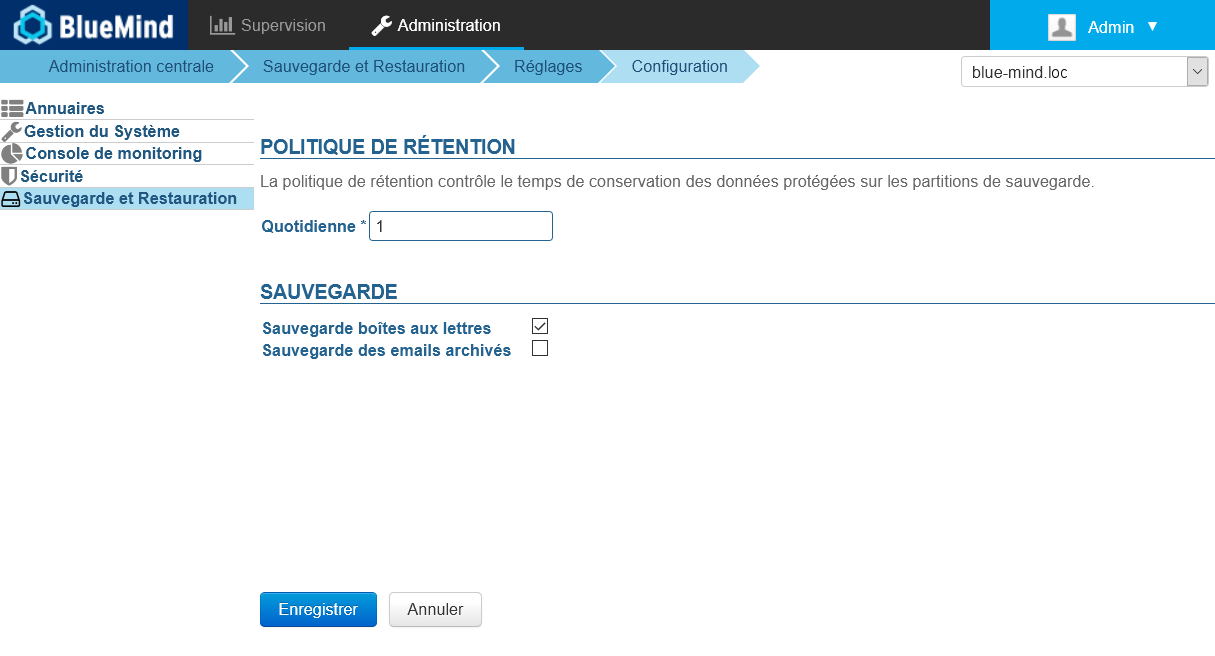 BlueMind
Supervision
Administration
Admin ▼
Administration centrale
Sauvegarde et Restauration
Réglages
Configuration
blue-mind.loc
Annuaires
Gestion du Système
Console de monitoring
Sécurité
Sauvegarde et Restauration
POLITIQUE DE RÉTENTION
La politique de rétention contrôle le temps de conservation des données protégées sur les partitions de sauvegarde.
Quotidienne * 1
SAUVEGARDE
Sauvegarde boîtes aux lettres
Sauvegarde des emails archivés
Enregistrer
Annuler